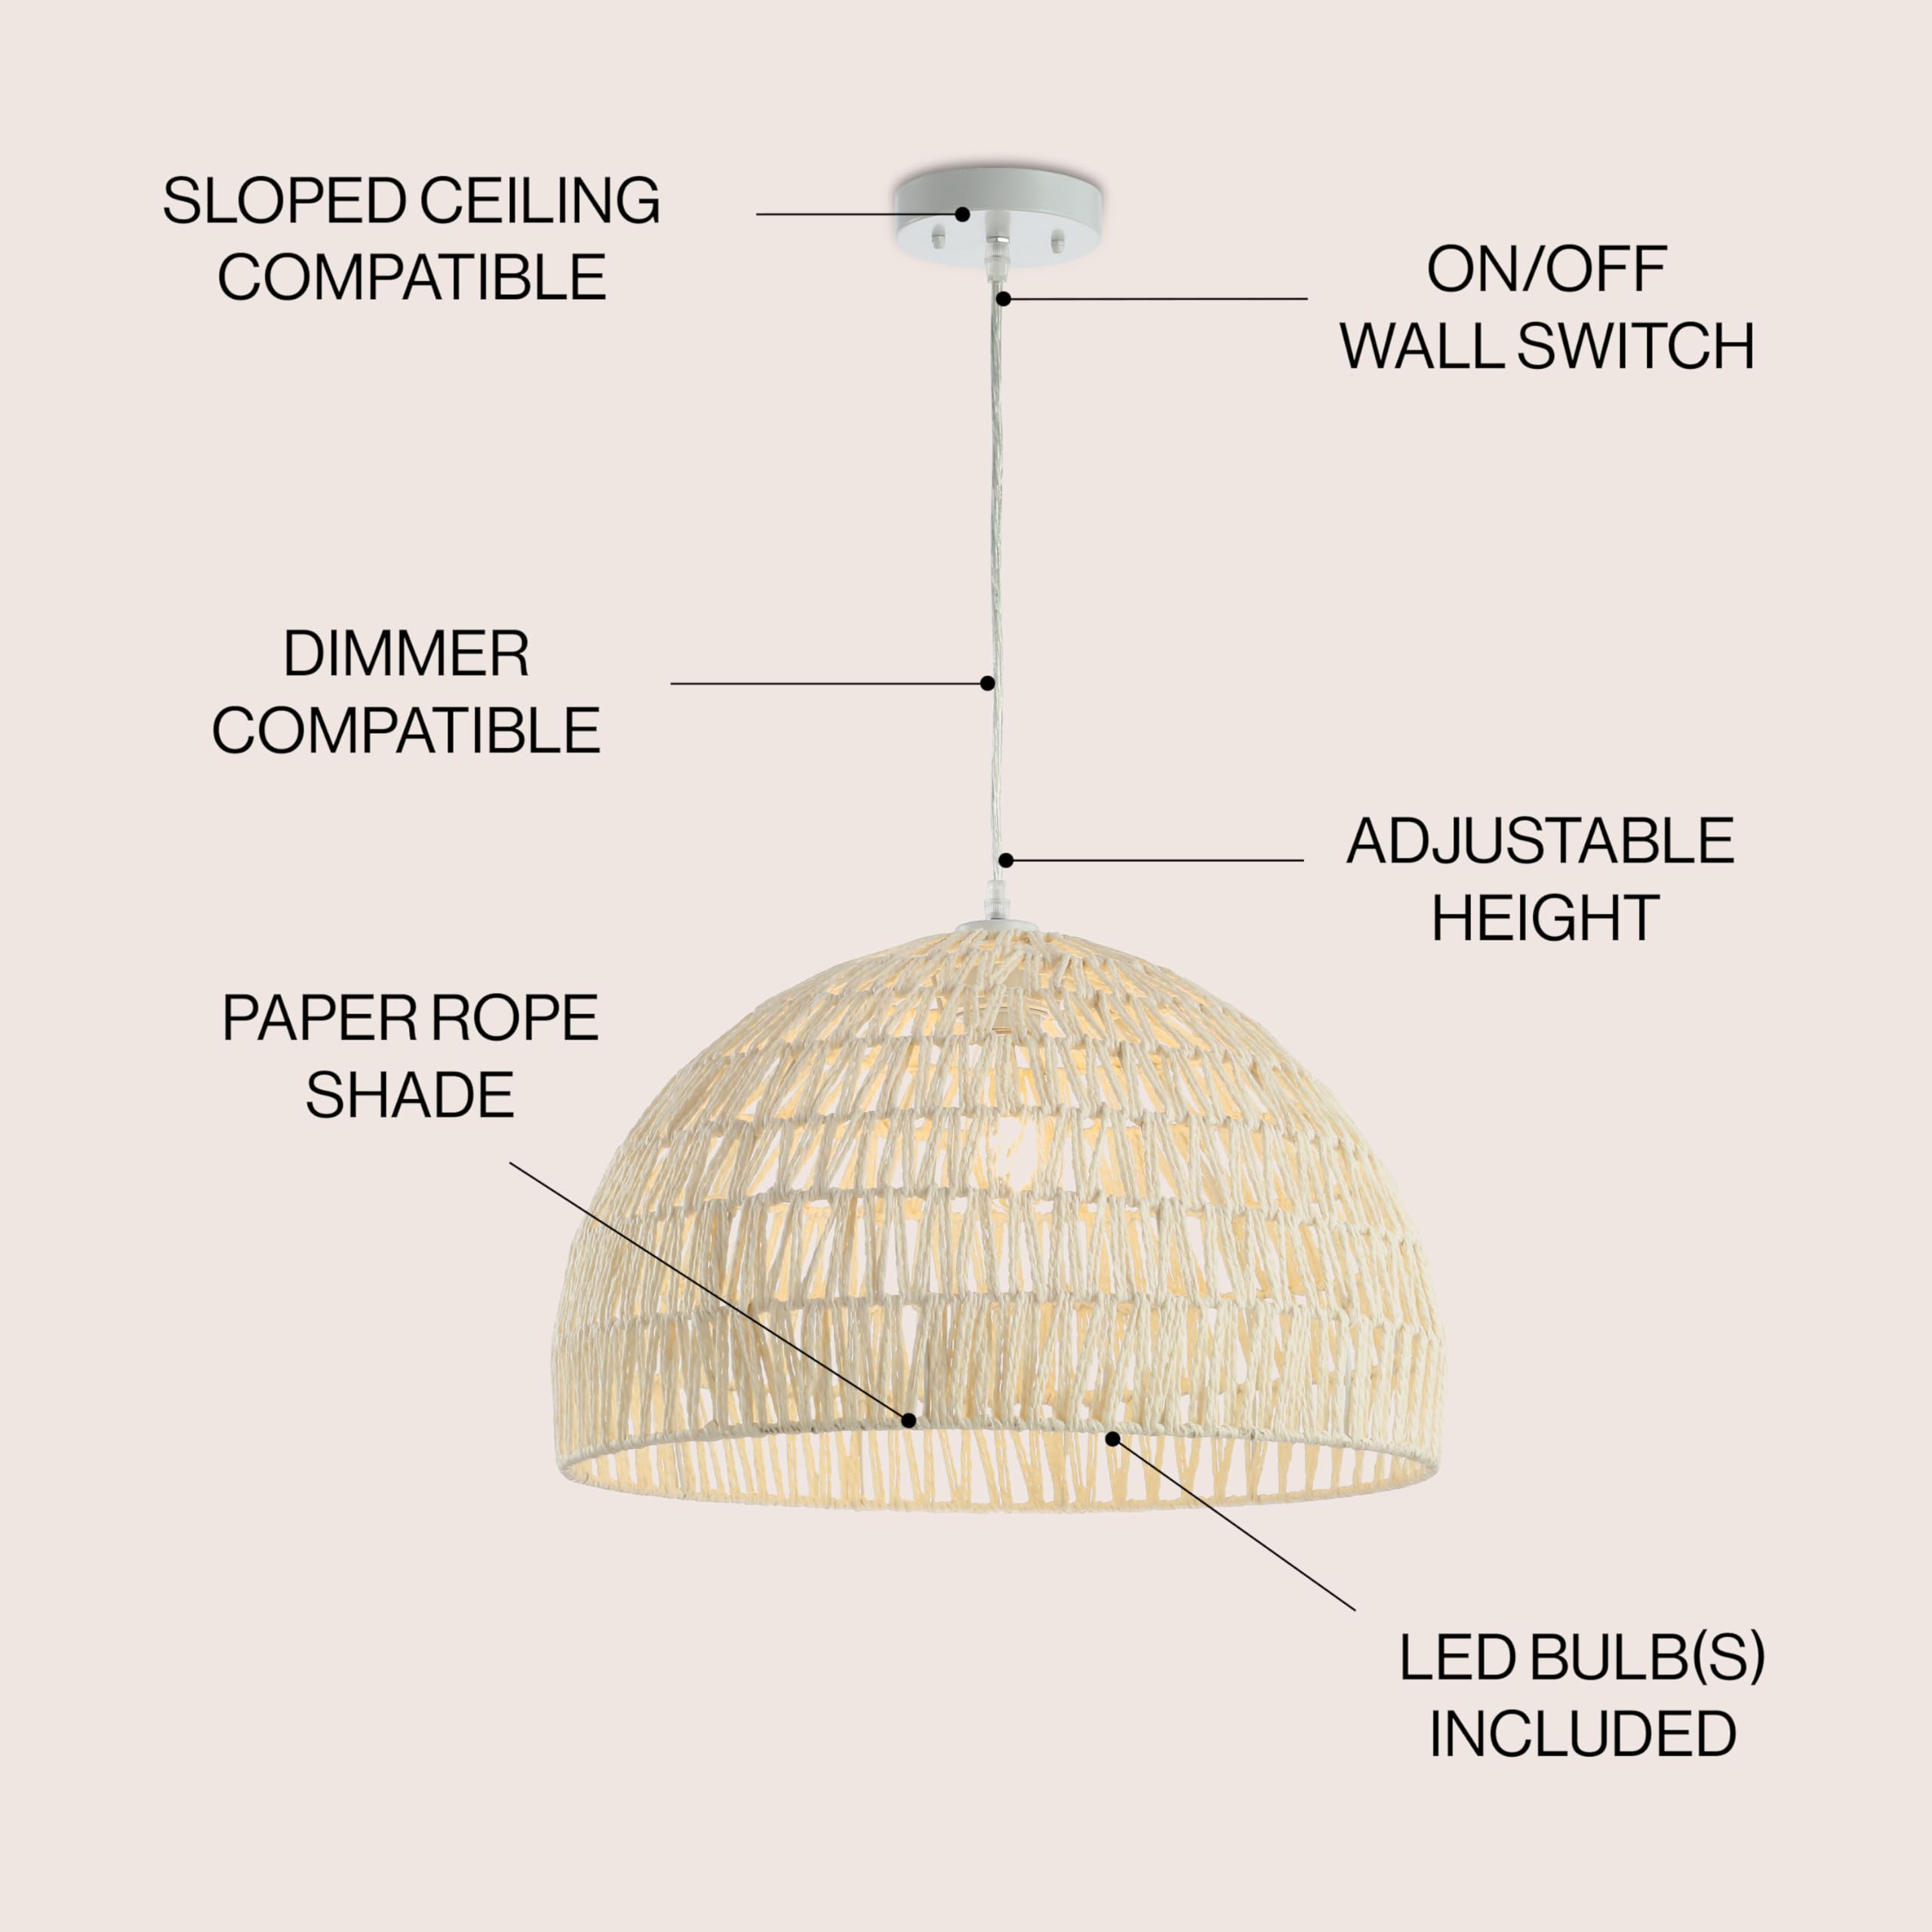 SLOPED CEILING
COMPATIBLE
ON/OFF
WALL SWITCH
DIMMER
COMPATIBLE
ADJUSTABLE
HEIGHT
PAPER ROPE
SHADE
LED BULB(S)
INCLUDED